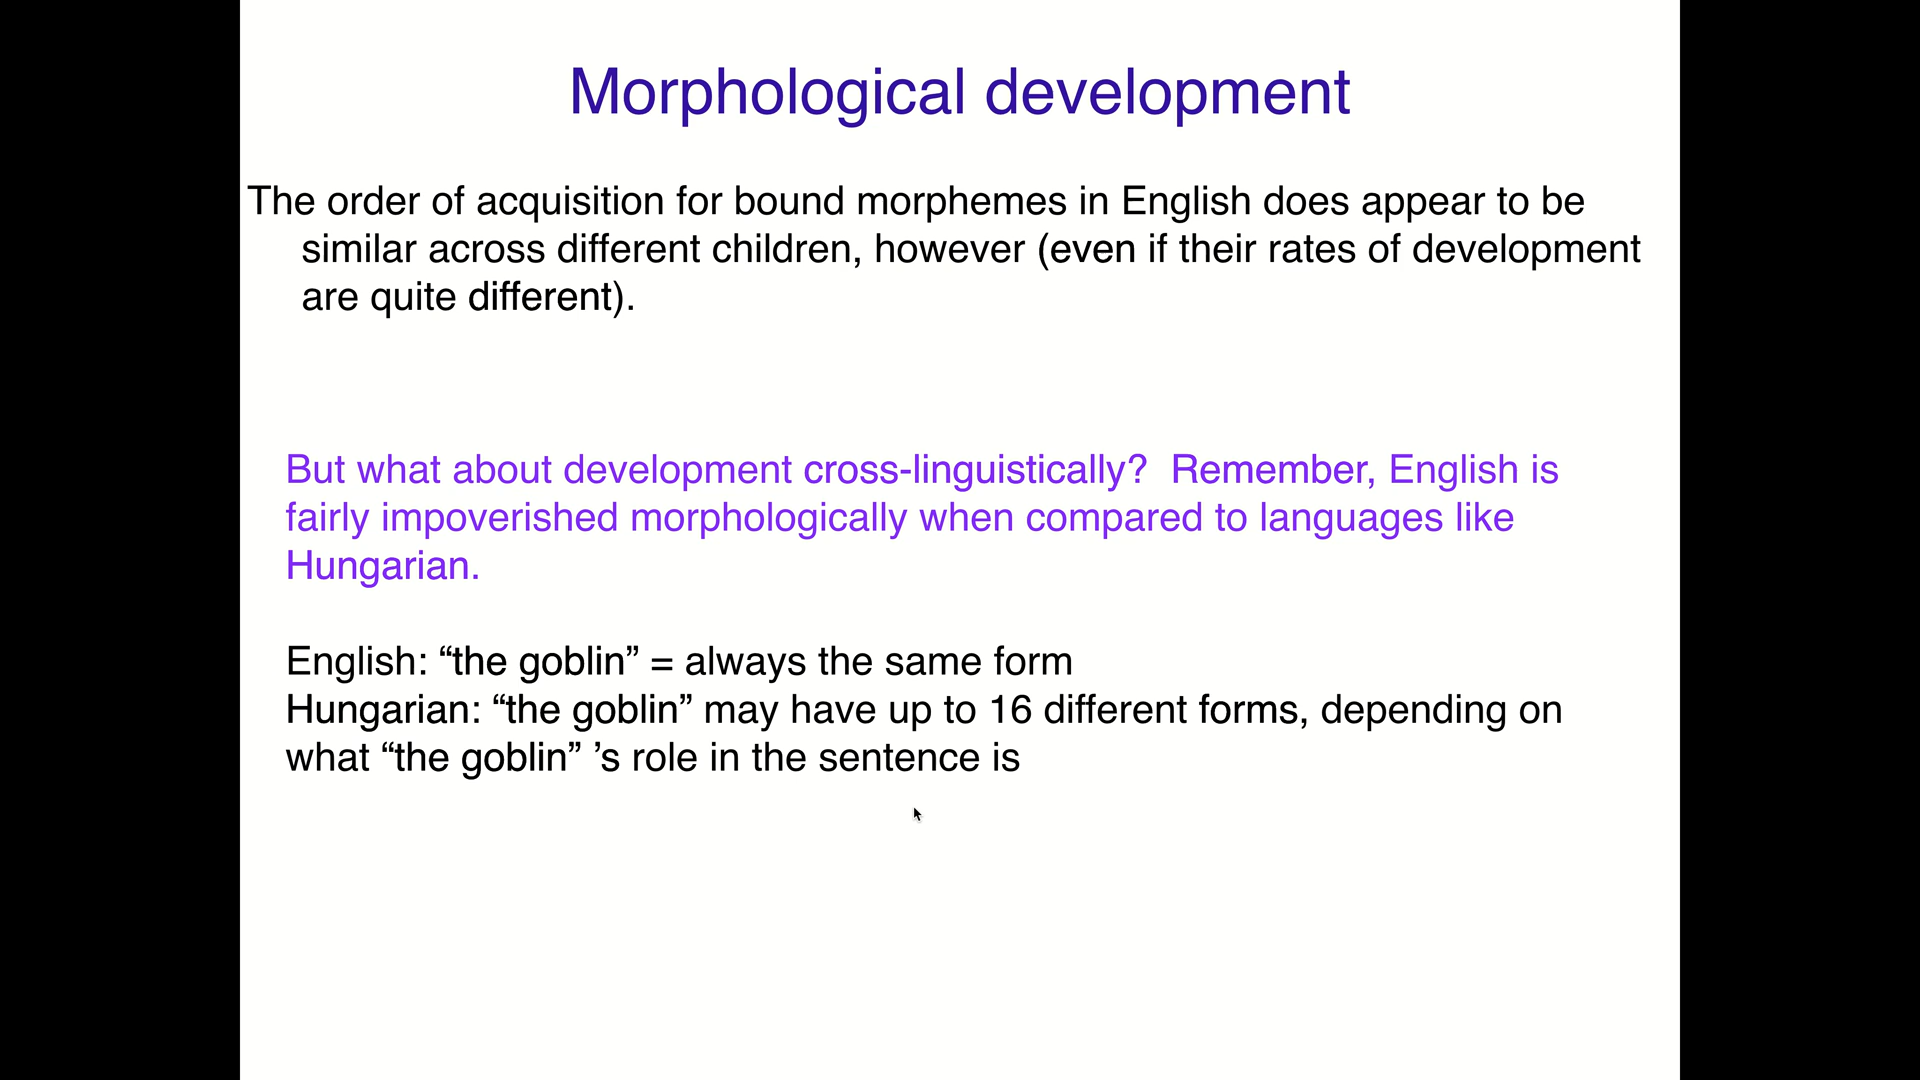 Morphological development
The order of acquisition for bound morphemes in English does appear to be
similar across different children, however (even if their rates of development
are quite different).
But what about development cross-linguistically?  Remember, English is
fairly impoverished morphologically when compared to languages like
Hungarian.
English: “the goblin” = always the same form
Hungarian: “the goblin” may have up to 16 different forms, depending on
what “the goblin” ’s role in the sentence is